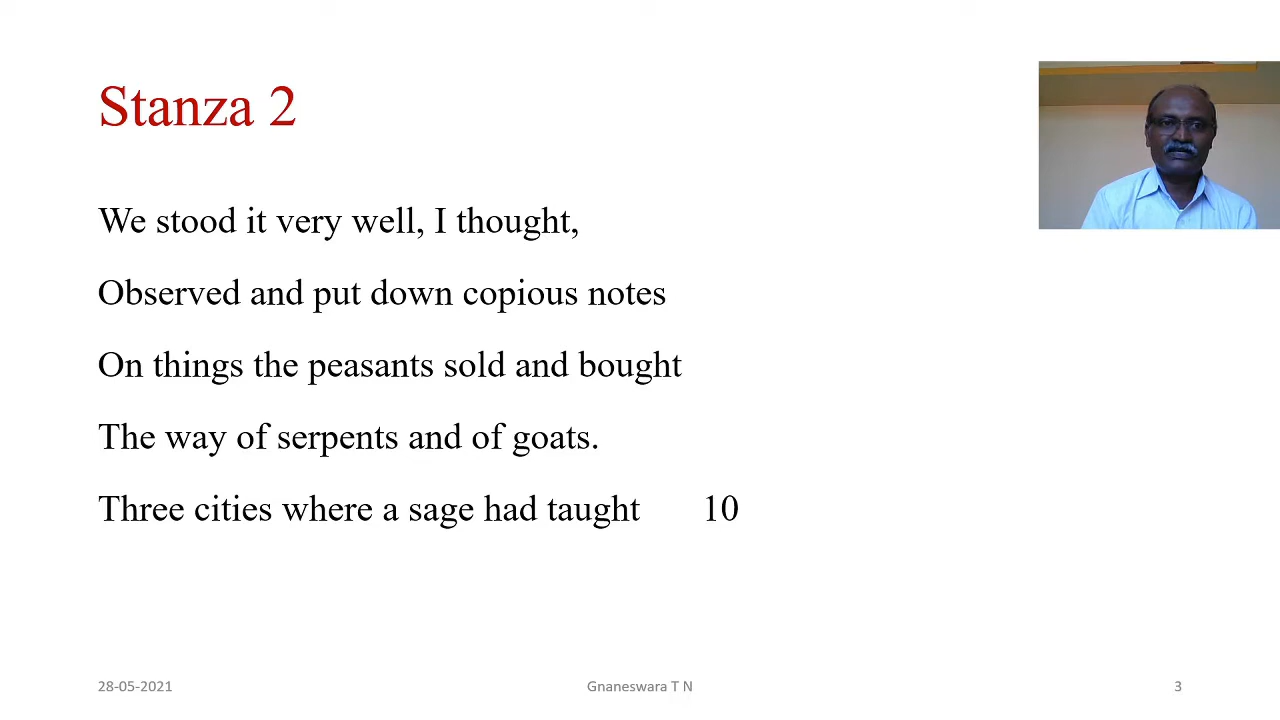 Stanza 2
We stood it very well, I thought,
Observed and put down copious notes
On things the peasants sold and bought
The way of serpents and of goats.
Three cities where a sage had taught 10
28-05-2021 Gnaneswara T N 3